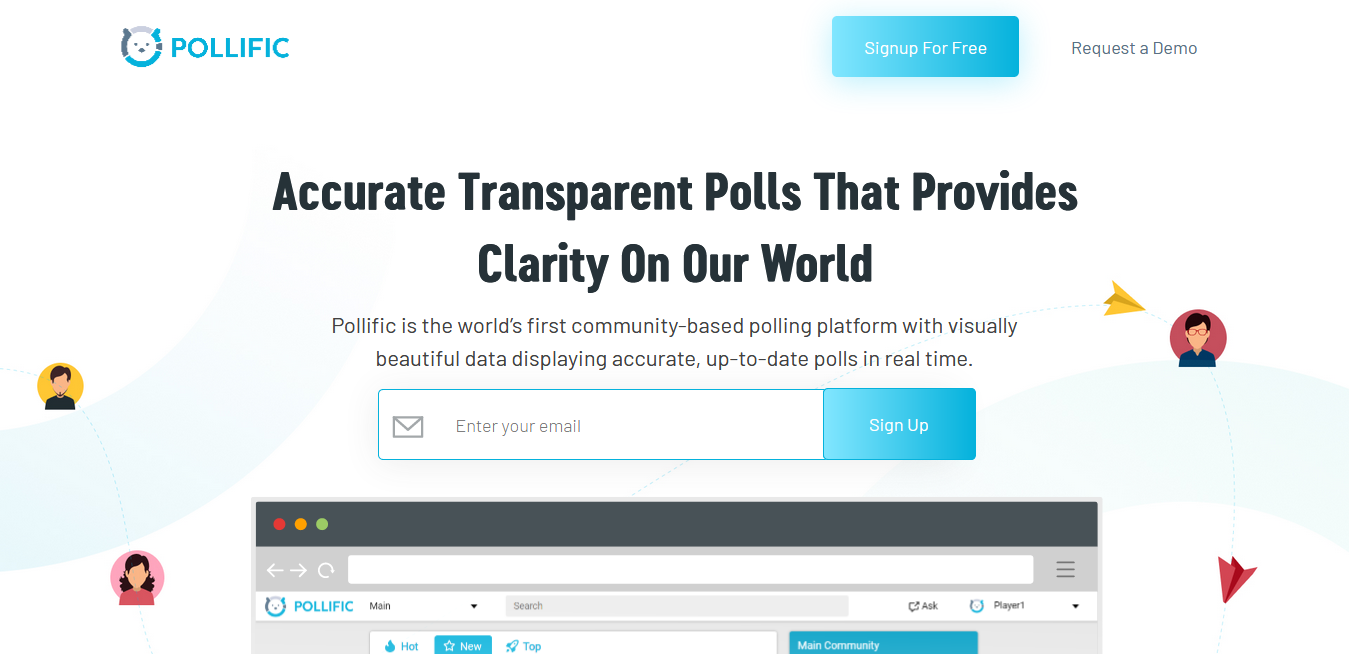 POLLIFIC
Signup For Free
Request a Demo
Accurate Transparent Polls That Provides
Clarity On Our World
Pollific is the world’s first community-based polling platform with visually
beautiful data displaying accurate, up-to-date polls in real time.
Enter your email
Sign Up
POLLIFIC
Main
Search
Ask
Player1
Hot
New
Top
Main Community